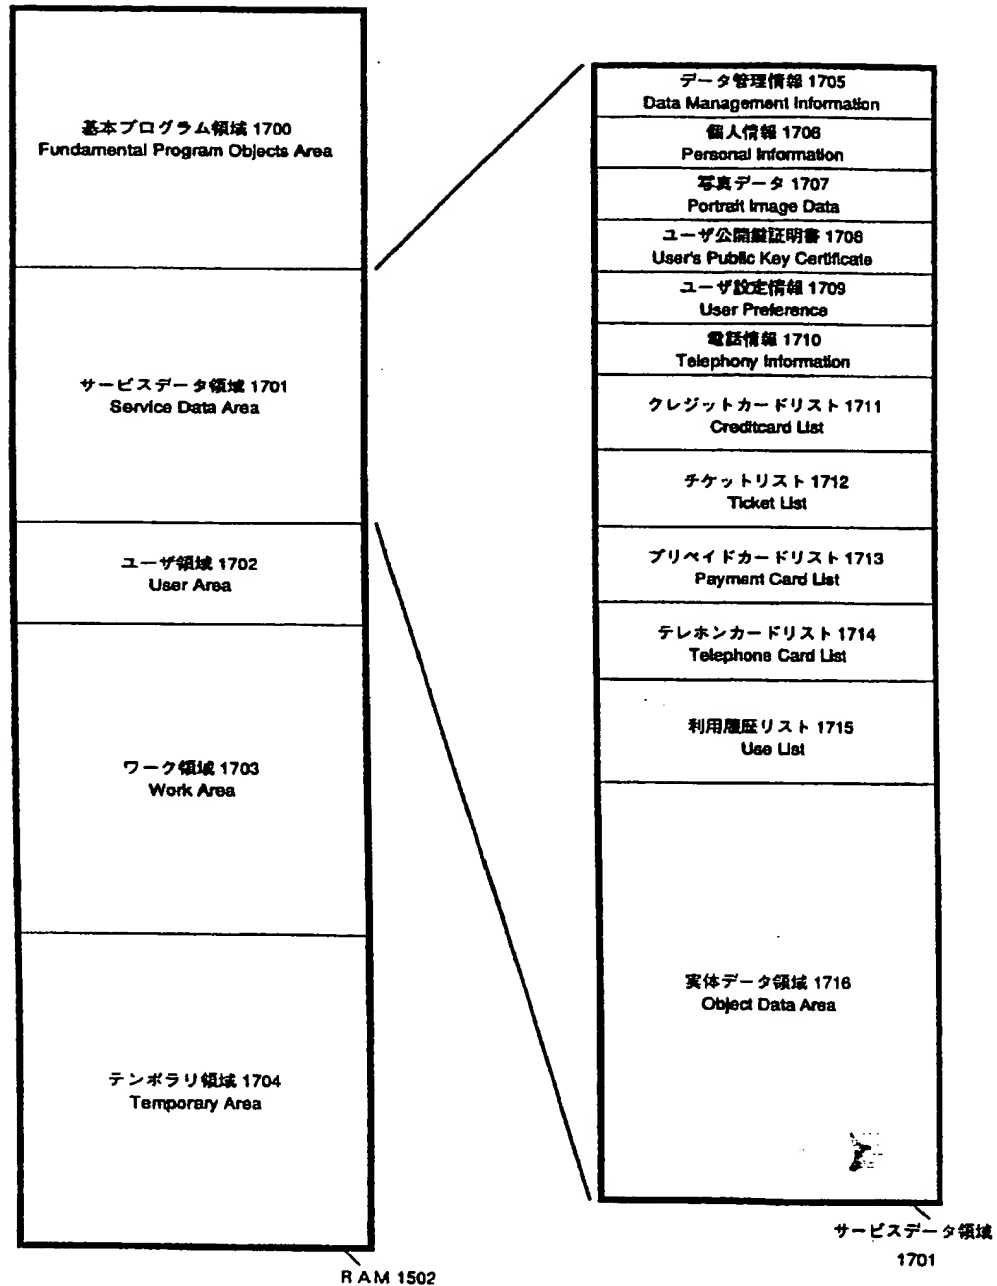 基本プログラム領域 1700
Fundamental Program Objects Area
サービスデータ領域 1701
Service Data Area
ユーザ領域 1702
User Area
ワーク領域 1703
Work Area
テンポラリ領域 1704
Temporary Area
RAM 1502
データ管理情報 1705
Data Management Information
個人情報 1706
Personal Information
写真データ 1707
Portrait Image Data
ユーザ公開鍵証明書 1708
User's Public Key Certificate
ユーザ設定情報 1709
User Preference
電話情報 1710
Telephony Information
クレジットカードリスト 1711
Creditcard List
チケットリスト 1712
Ticket List
プリペイドカードリスト 1713
Payment Card List
テレホンカードリスト 1714
Telephone Card List
利用履歴リスト 1715
Use List
実体データ領域 1716
Object Data Area
サービスデータ領域
1701